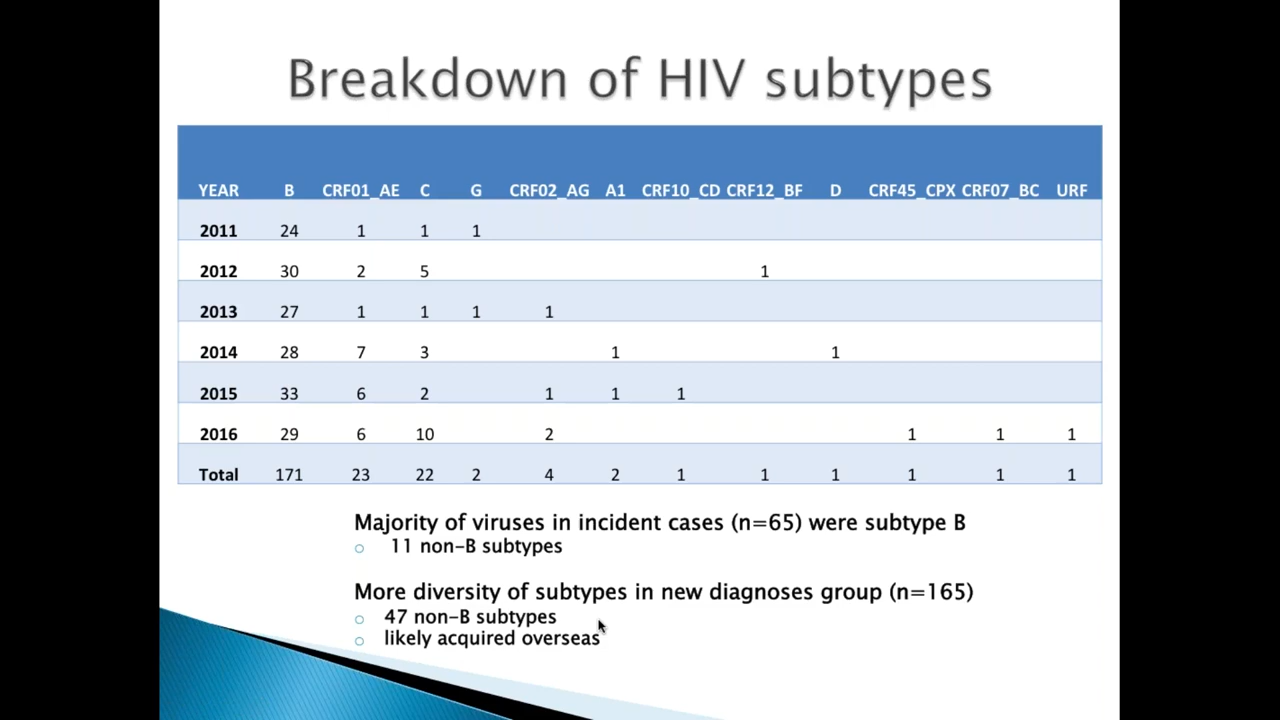 Breakdown of HIV subtypes
YEAR B CRF01_AE C G CRF02_AG A1 CRF10_CD CRF12_BF D CRF45_CPX CRF07_BC URF
2011 24 1 1 1
2012 30 2 5 1
2013 27 1 1 1 1
2014 28 7 3 1 1
2015 33 6 2 1 1 1
2016 29 6 10 2 1 1 1
Total 171 23 22 2 4 2 1 1 1 1 1 1
Majority of viruses in incident cases (n=65) were subtype B
11 non-B subtypes
More diversity of subtypes in new diagnoses group (n=165)
47 non-B subtypes
likely acquired overseas